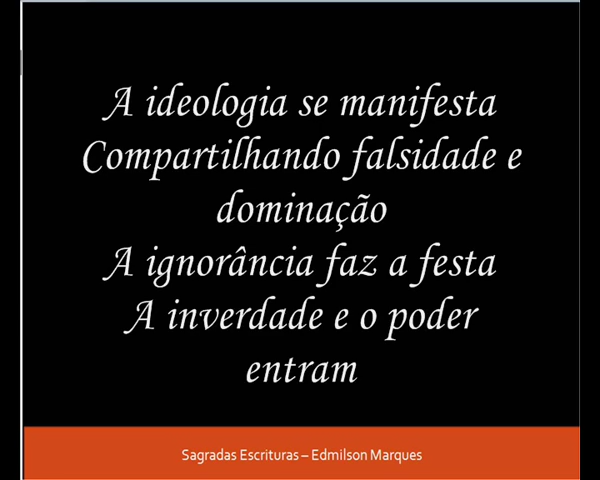 A ideologia se manifesta
Compartilhando falsidade e
dominação
A ignorância faz a festa
A inverdade e o poder
entram
Sagradas Escrituras – Edmilson Marques